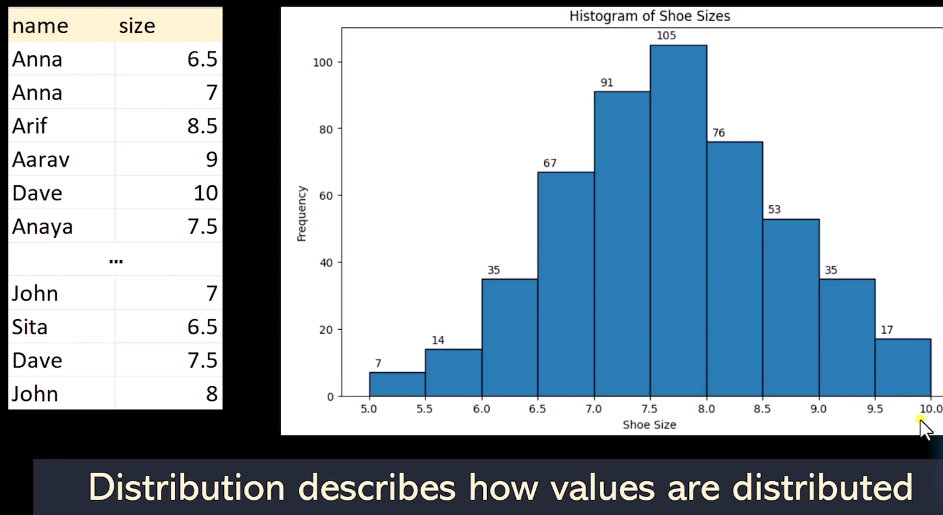 name size
Anna 6.5
Anna 7
Arif 8.5
Aarav 9
Dave 10
Anaya 7.5
...
John 7
Sita 6.5
Dave 7.5
John 8
Histogram of Shoe Sizes
Frequency
100
80
60
40
20
0
7
14
35
67
91
105
76
53
35
17
5.0 5.5 6.0 6.5 7.0 7.5 8.0 8.5 9.0 9.5 10.0
Shoe Size
Distribution describes how values are distributed